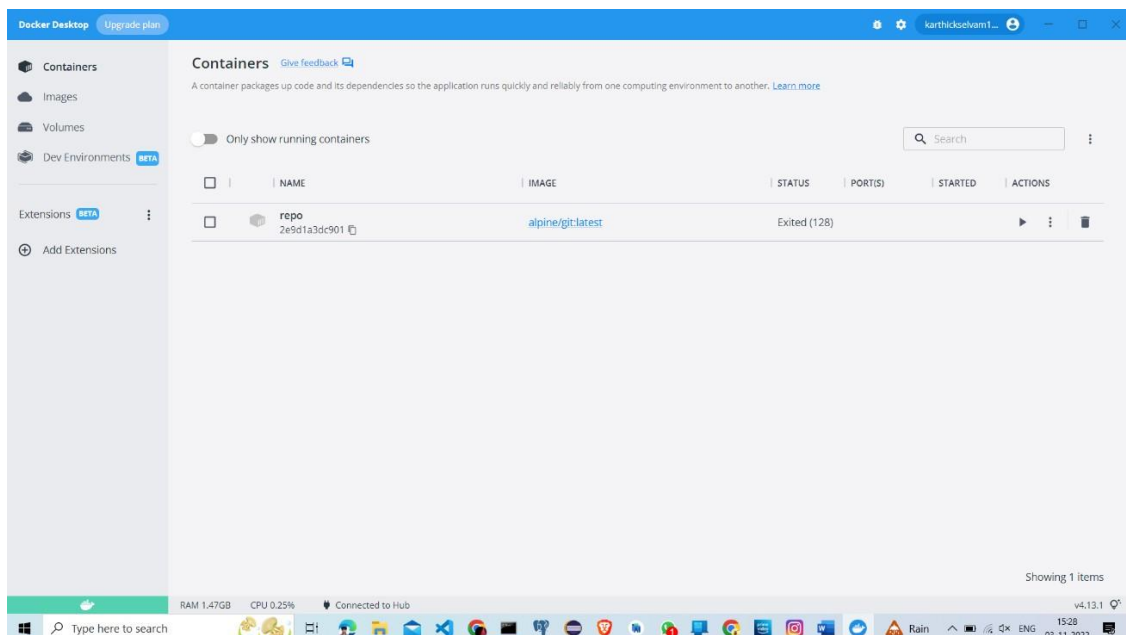 Docker Desktop Upgrade plan karthickselvam1...
Containers
Images
Volumes
Dev Environments BETA
Extensions BETA
Add Extensions
Containers Give feedback
A container packages up code and its dependencies so the application runs quickly and reliably from one computing environment to another. Learn more
Only show running containers Search
NAME IMAGE STATUS PORT(S) STARTED ACTIONS
repo alpine/git:latest Exited (128)
2e9d1a3dc901
Showing 1 items
RAM 1.47GB CPU 0.25% Connected to Hub v4.13.1
Type here to search Rain ENG 15:28